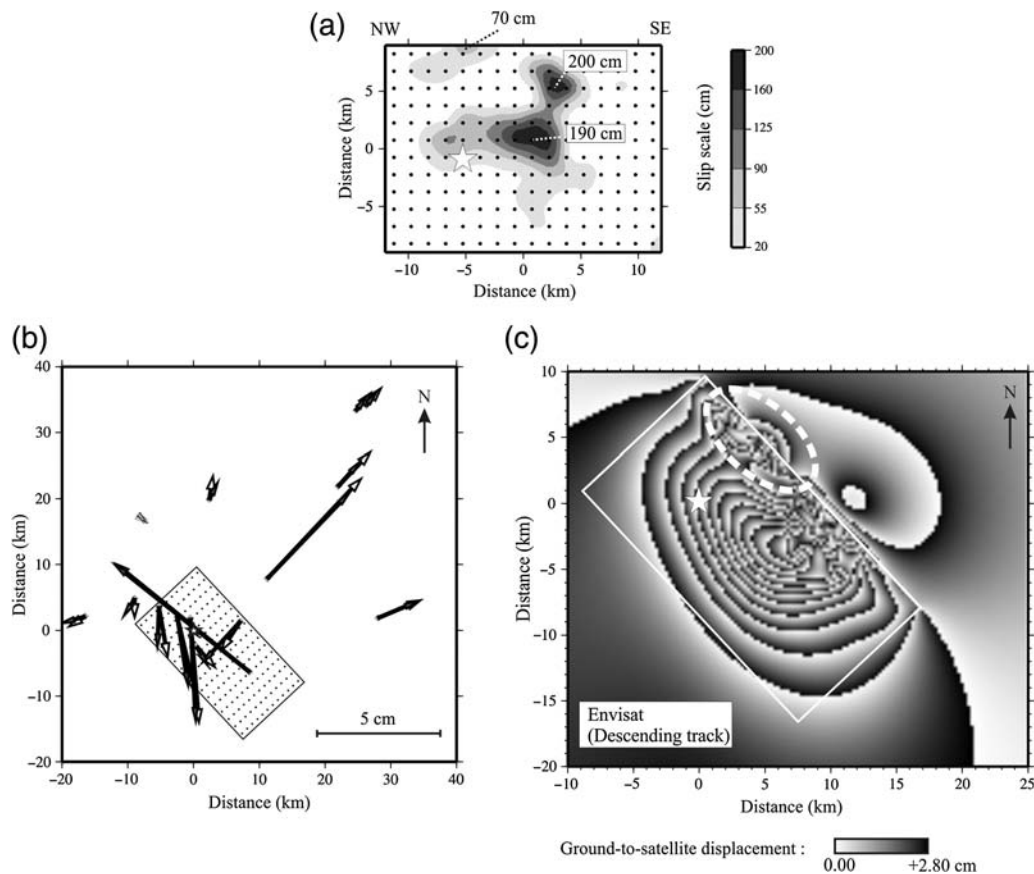 (a)
NW
70 cm
SE
200 cm
190 cm
5
0
−5
Distance (km)
−10
−5
0
5
10
Distance (km)
200
160
125
90
55
20
Slip scale (cm)
(b)
40
30
20
10
0
−10
−20
Distance (km)
N
5 cm
−20
−10
0
10
20
30
40
Distance (km)
(c)
10
5
0
−5
−10
−15
−20
Distance (km)
N
Envisat
(Descending track)
−10
−5
0
5
10
15
20
25
Distance (km)
Ground-to-satellite displacement :
0.00
+2.80 cm